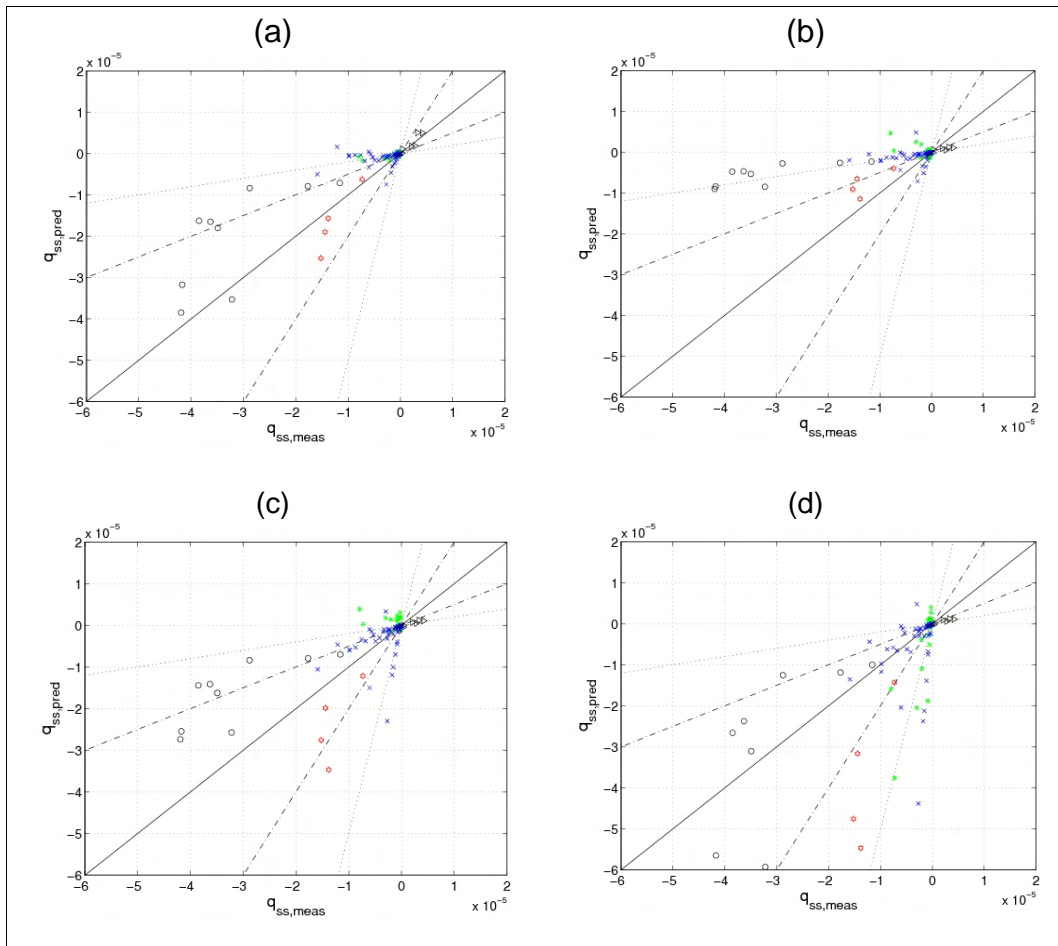 (a)
x 10⁻⁵
2
1
0
−1
−2
−3
−4
−5
−6
q_ss,pred
−6 −5 −4 −3 −2 −1 0 1 2
x 10⁻⁵
q_ss,meas
(b)
x 10⁻⁵
2
1
0
−1
−2
−3
−4
−5
−6
q_ss,pred
−6 −5 −4 −3 −2 −1 0 1 2
x 10⁻⁵
q_ss,meas
(c)
x 10⁻⁵
2
1
0
−1
−2
−3
−4
−5
−6
q_ss,pred
−6 −5 −4 −3 −2 −1 0 1 2
x 10⁻⁵
q_ss,meas
(d)
x 10⁻⁵
2
1
0
−1
−2
−3
−4
−5
−6
q_ss,pred
−6 −5 −4 −3 −2 −1 0 1 2
x 10⁻⁵
q_ss,meas